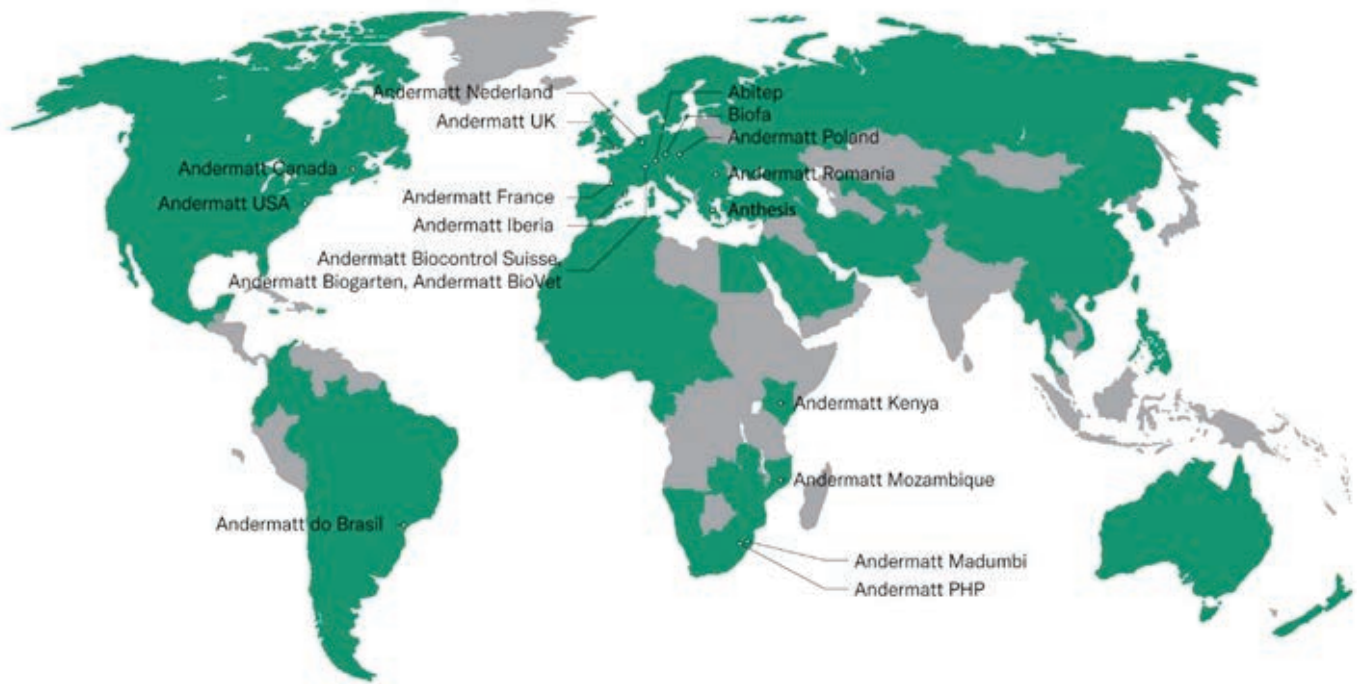 Andermatt Nederland
Abitep
Andermatt UK
Biofa
Andermatt Poland
Andermatt Canada
Andermatt Romania
Andermatt France
Andermatt USA
Anthesis
Andermatt Iberia
Andermatt Biocontrol Suisse,
Andermatt Biogarten, Andermatt BioVet
Andermatt Kenya
Andermatt Mozambique
Andermatt do Brasil
Andermatt Madumbi
Andermatt PHP